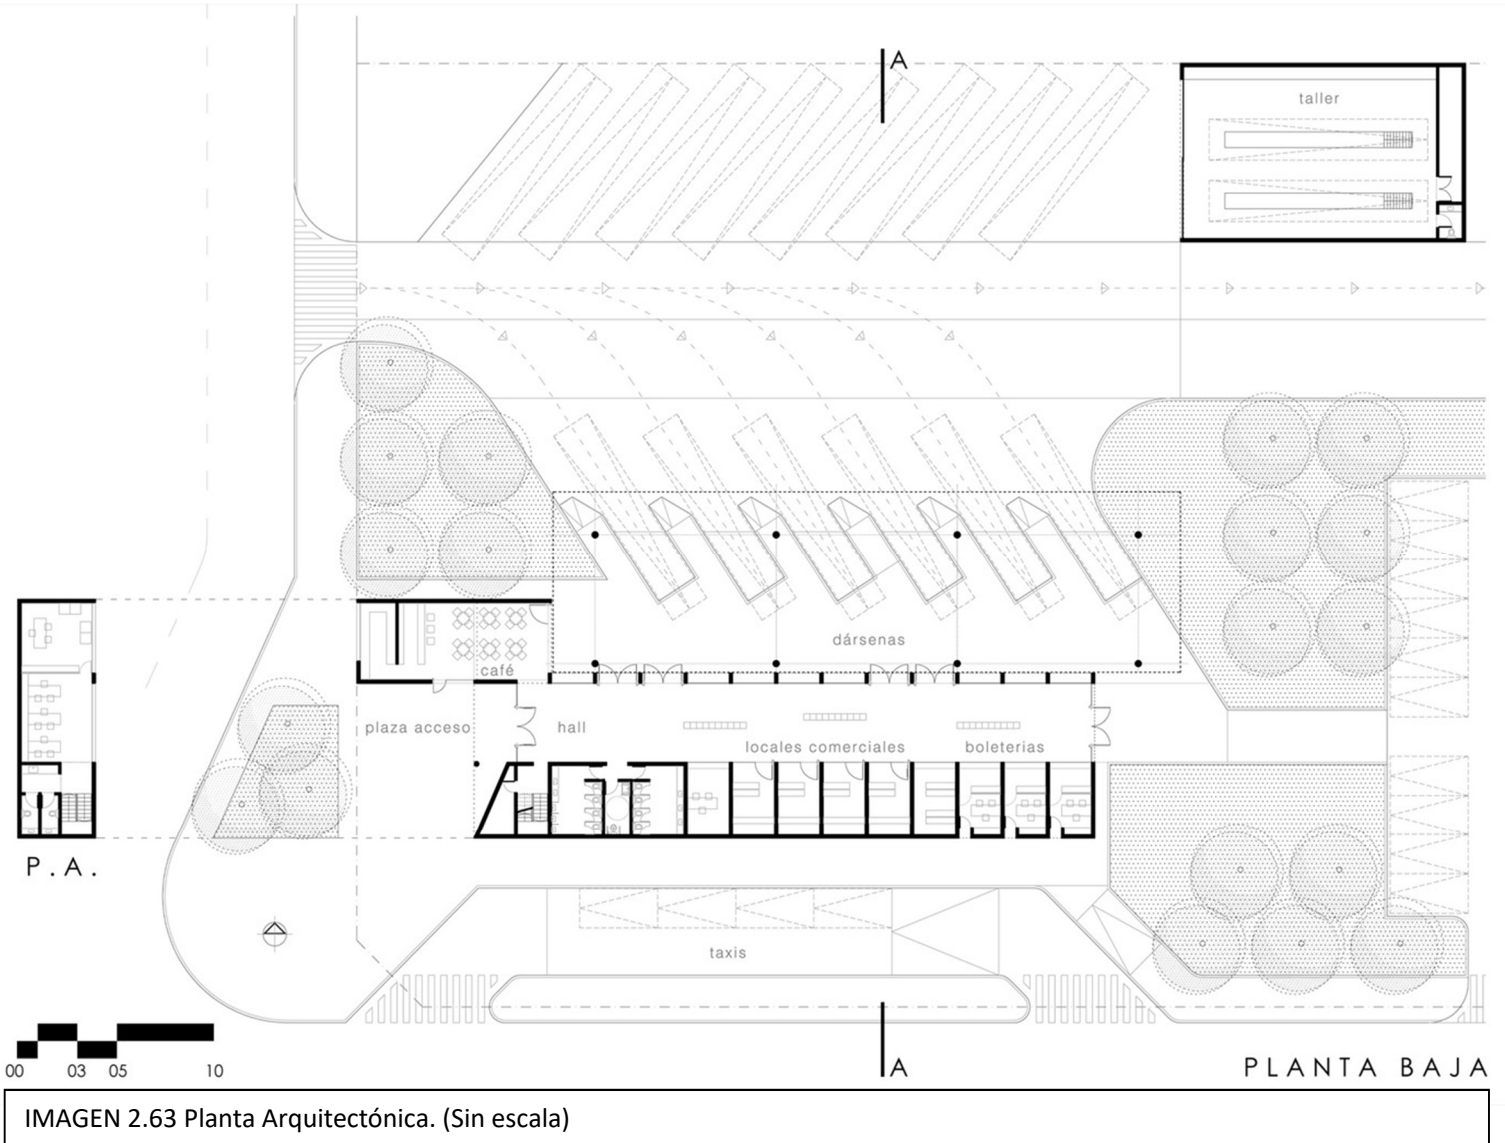 A
taller
dársenas
café
plaza acceso
hall
locales comerciales
boleterias
P.A.
taxis
00 03 05 10
A
PLANTA BAJA
IMAGEN 2.63 Planta Arquitectónica. (Sin escala)